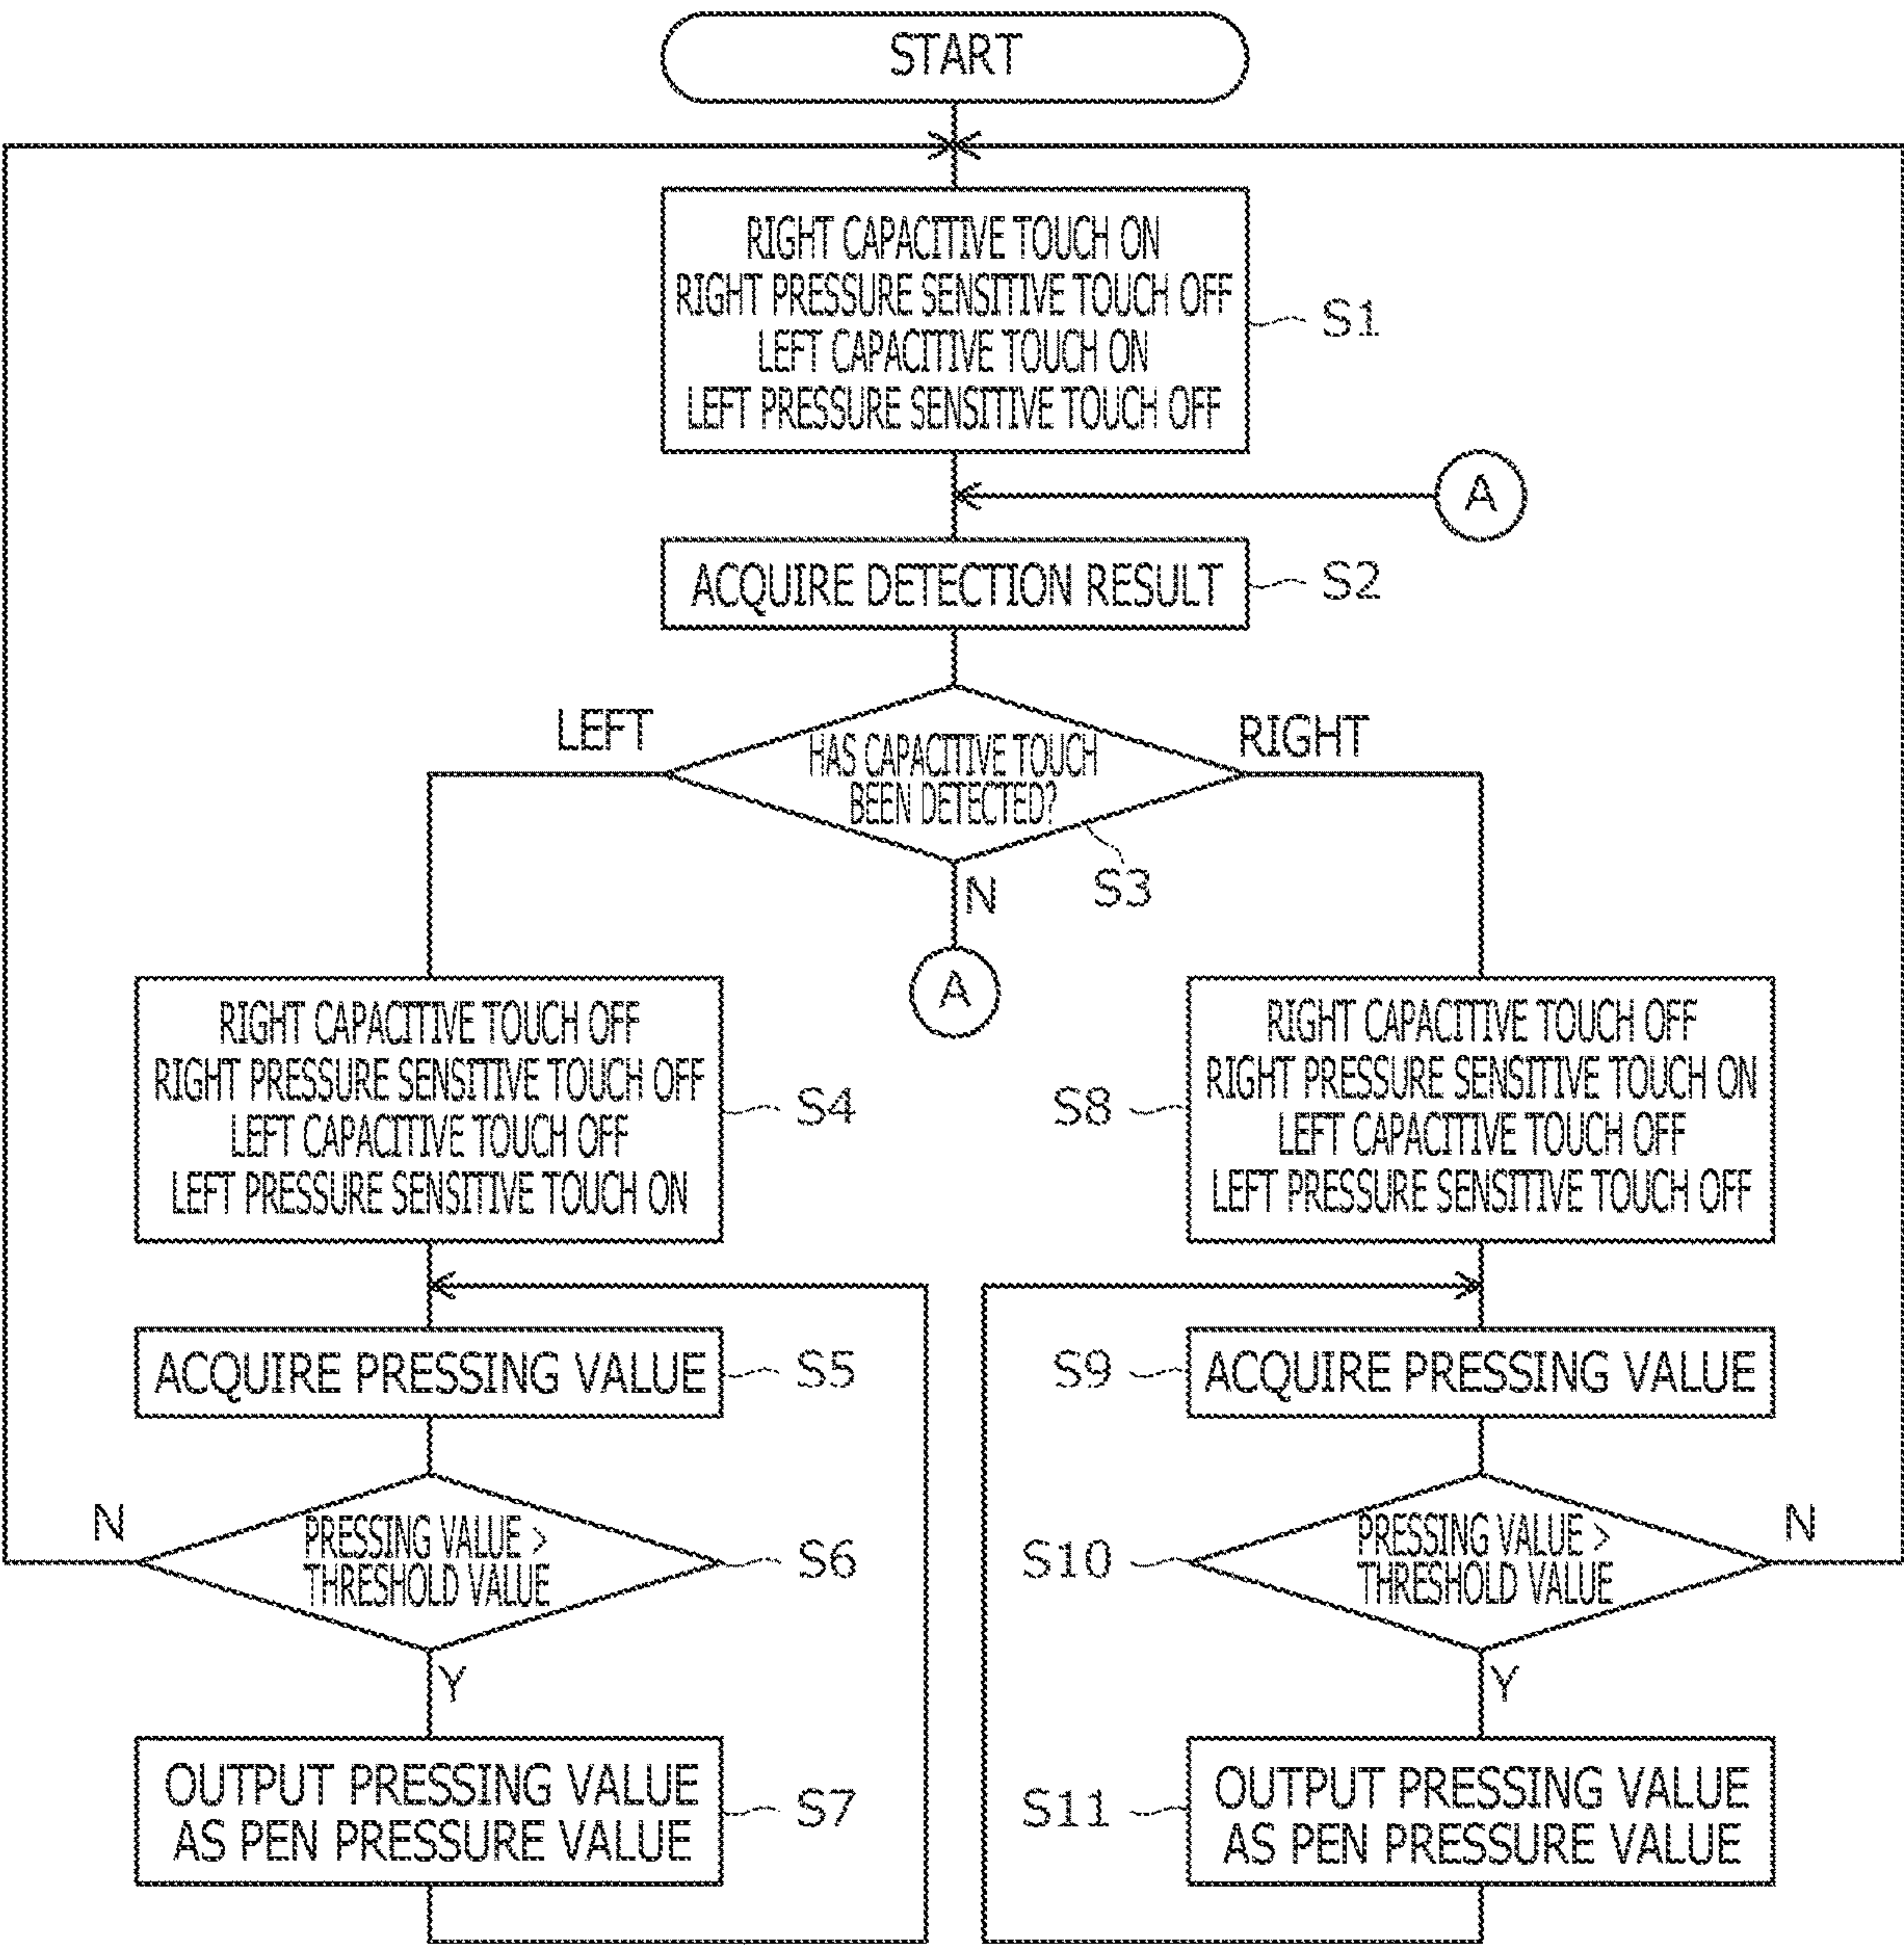 START
RIGHT CAPACITIVE TOUCH ON
RIGHT PRESSURE SENSITIVE TOUCH OFF
LEFT CAPACITIVE TOUCH ON
LEFT PRESSURE SENSITIVE TOUCH OFF
S1
A
ACQUIRE DETECTION RESULT
S2
LEFT
HAS CAPACITIVE TOUCH
BEEN DETECTED?
RIGHT
S3
N
A
RIGHT CAPACITIVE TOUCH OFF
RIGHT PRESSURE SENSITIVE TOUCH OFF
LEFT CAPACITIVE TOUCH OFF
LEFT PRESSURE SENSITIVE TOUCH ON
S4
S8
RIGHT CAPACITIVE TOUCH OFF
RIGHT PRESSURE SENSITIVE TOUCH ON
LEFT CAPACITIVE TOUCH OFF
LEFT PRESSURE SENSITIVE TOUCH OFF
ACQUIRE PRESSING VALUE
S5
S9
ACQUIRE PRESSING VALUE
N
PRESSING VALUE >
THRESHOLD VALUE
S6
S10
PRESSING VALUE >
THRESHOLD VALUE
N
Y
Y
OUTPUT PRESSING VALUE
AS PEN PRESSURE VALUE
S7
S11
OUTPUT PRESSING VALUE
AS PEN PRESSURE VALUE